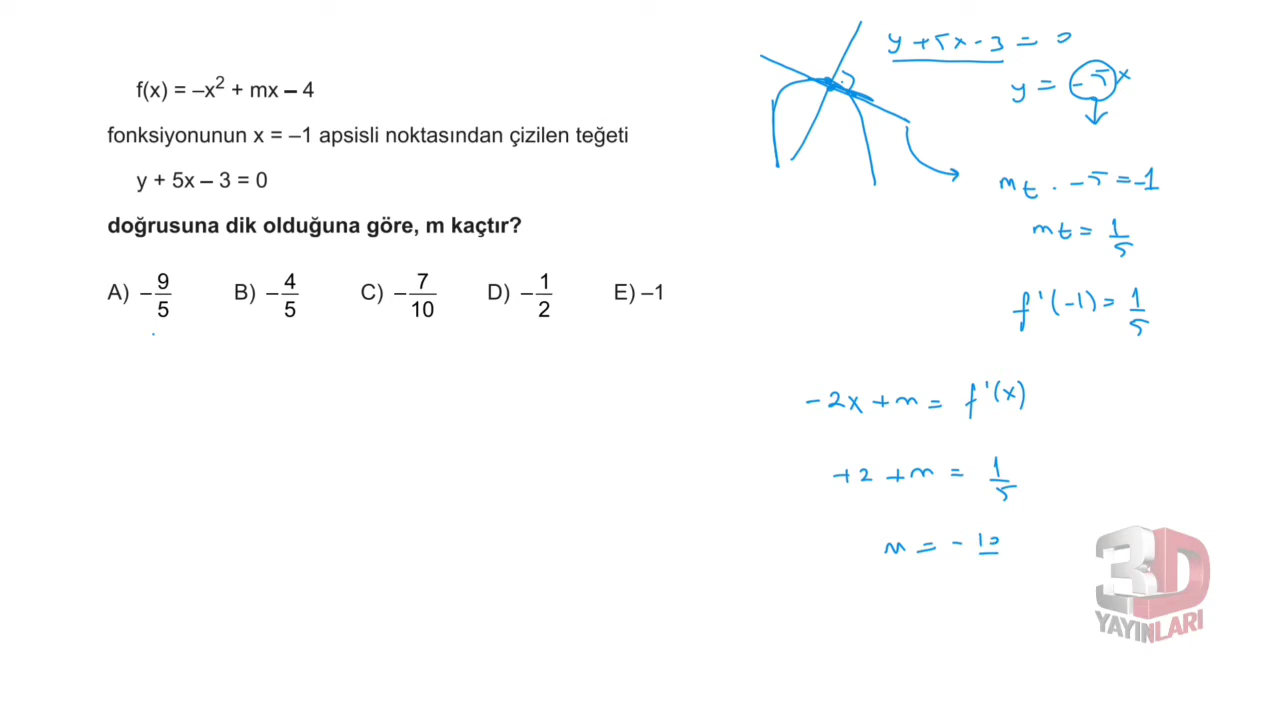 f(x) = –x² + mx – 4
fonksiyonunun x = –1 apsisli noktasından çizilen teğeti
y + 5x – 3 = 0
doğrusuna dik olduğuna göre, m kaçtır?
A) –9/5 B) –4/5 C) –7/10 D) –1/2 E) –1
y + 5x - 3 = 0
y = -5x
mt . -5 = -1
mt = 1/5
f'(-1) = 1/5
-2x + m = f'(x)
+2 + m = 1/5
m = - 10
3D
YAYINLARI